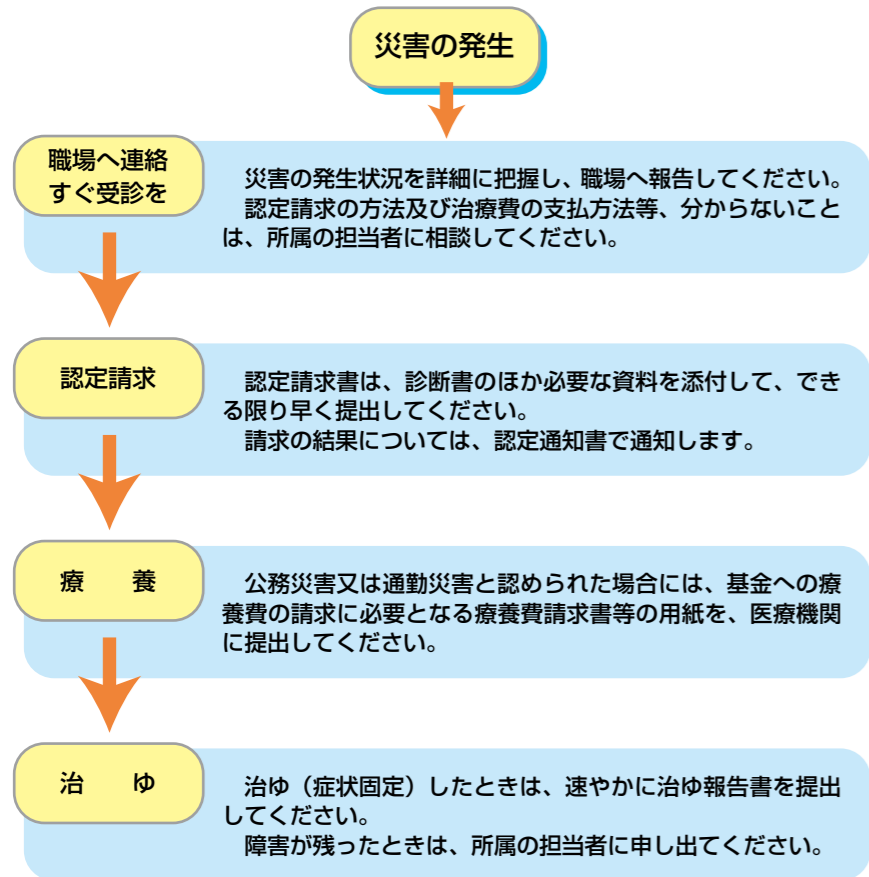 災害の発生
職場へ連絡
すぐ受診を
　災害の発生状況を詳細に把握し、職場へ報告してください。
　認定請求の方法及び治療費の支払方法等、分からないこと
は、所属の担当者に相談してください。
認定請求
　認定請求書は、診断書のほか必要な資料を添付して、でき
る限り早く提出してください。
　請求の結果については、認定通知書で通知します。
療　養
　公務災害又は通勤災害と認められた場合には、基金への療
養費の請求に必要となる療養費請求書等の用紙を、医療機関
に提出してください。
治　ゆ
　治ゆ（症状固定）したときは、速やかに治ゆ報告書を提出
してください。
　障害が残ったときは、所属の担当者に申し出てください。